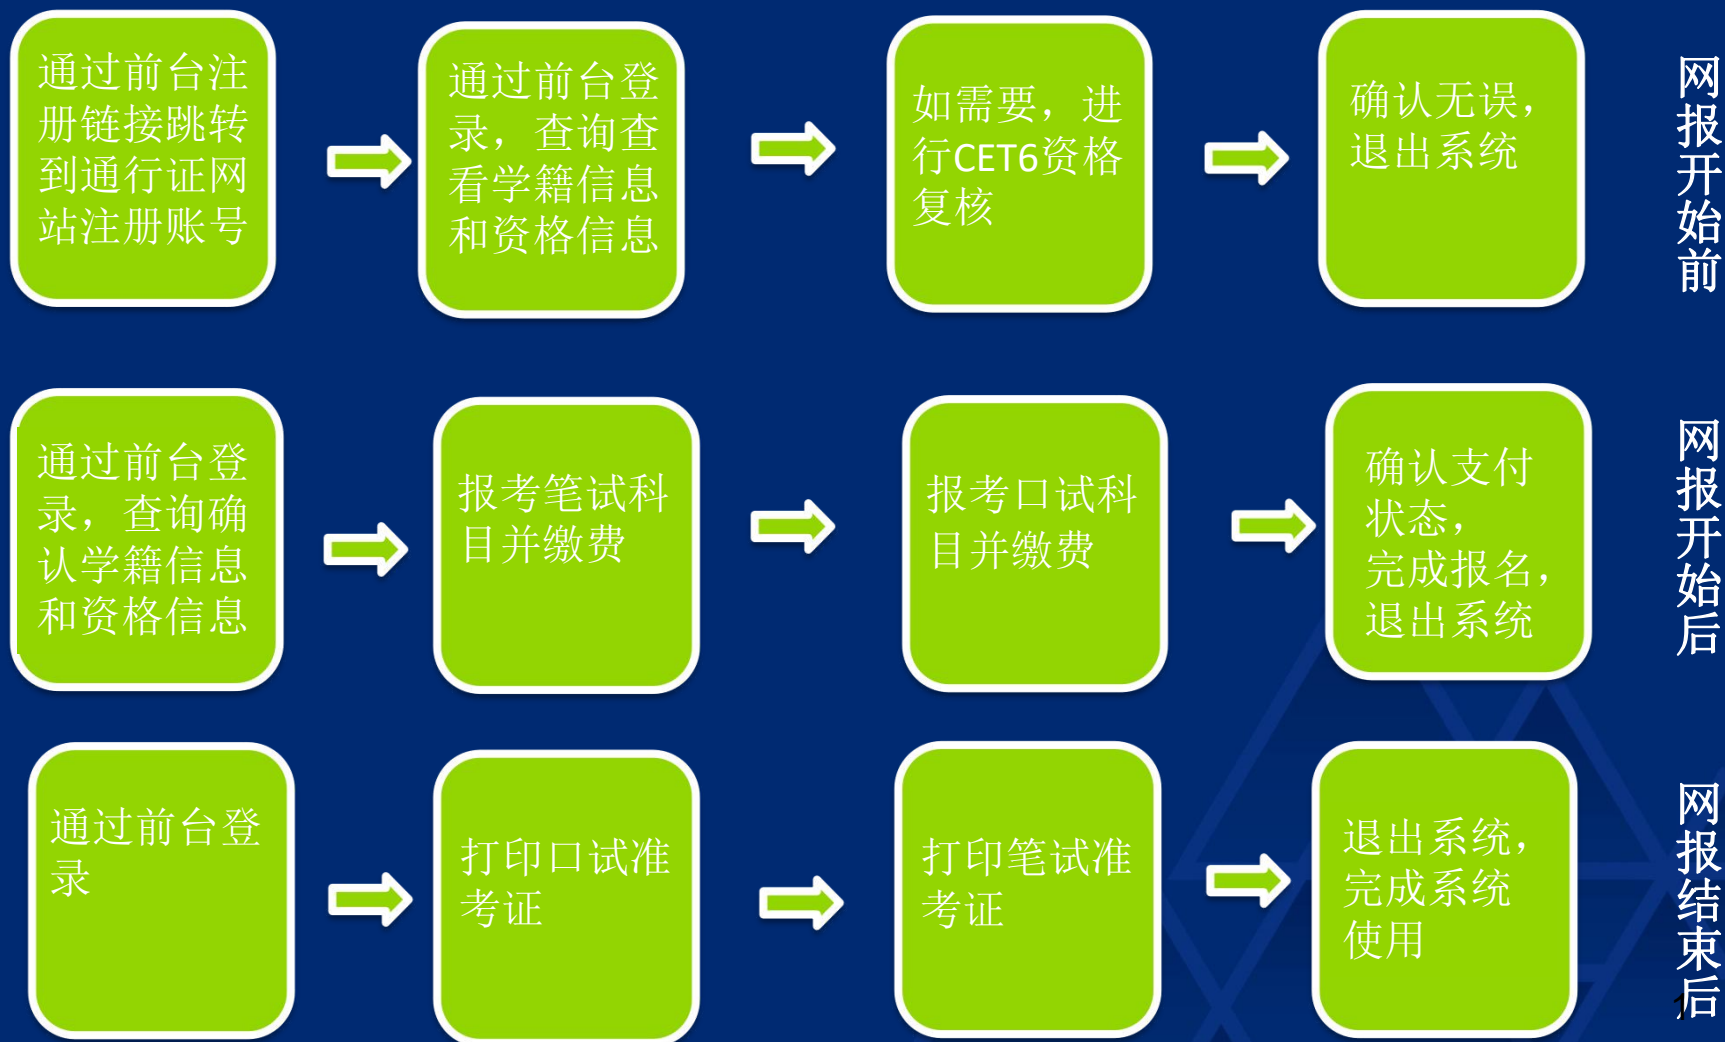 通过前台注
册链接跳转
到通行证网
站注册账号
通过前台登
录，查询查
看学籍信息
和资格信息
如需要，进
行CET6资格
复核
确认无误，
退出系统
网报开始前
通过前台登
录，查询确
认学籍信息
和资格信息
报考笔试科
目并缴费
报考口试科
目并缴费
确认支付
状态，
完成报名，
退出系统
网报开始后
通过前台登
录
打印口试准
考证
打印笔试准
考证
退出系统，
完成系统
使用
网报结束后
1